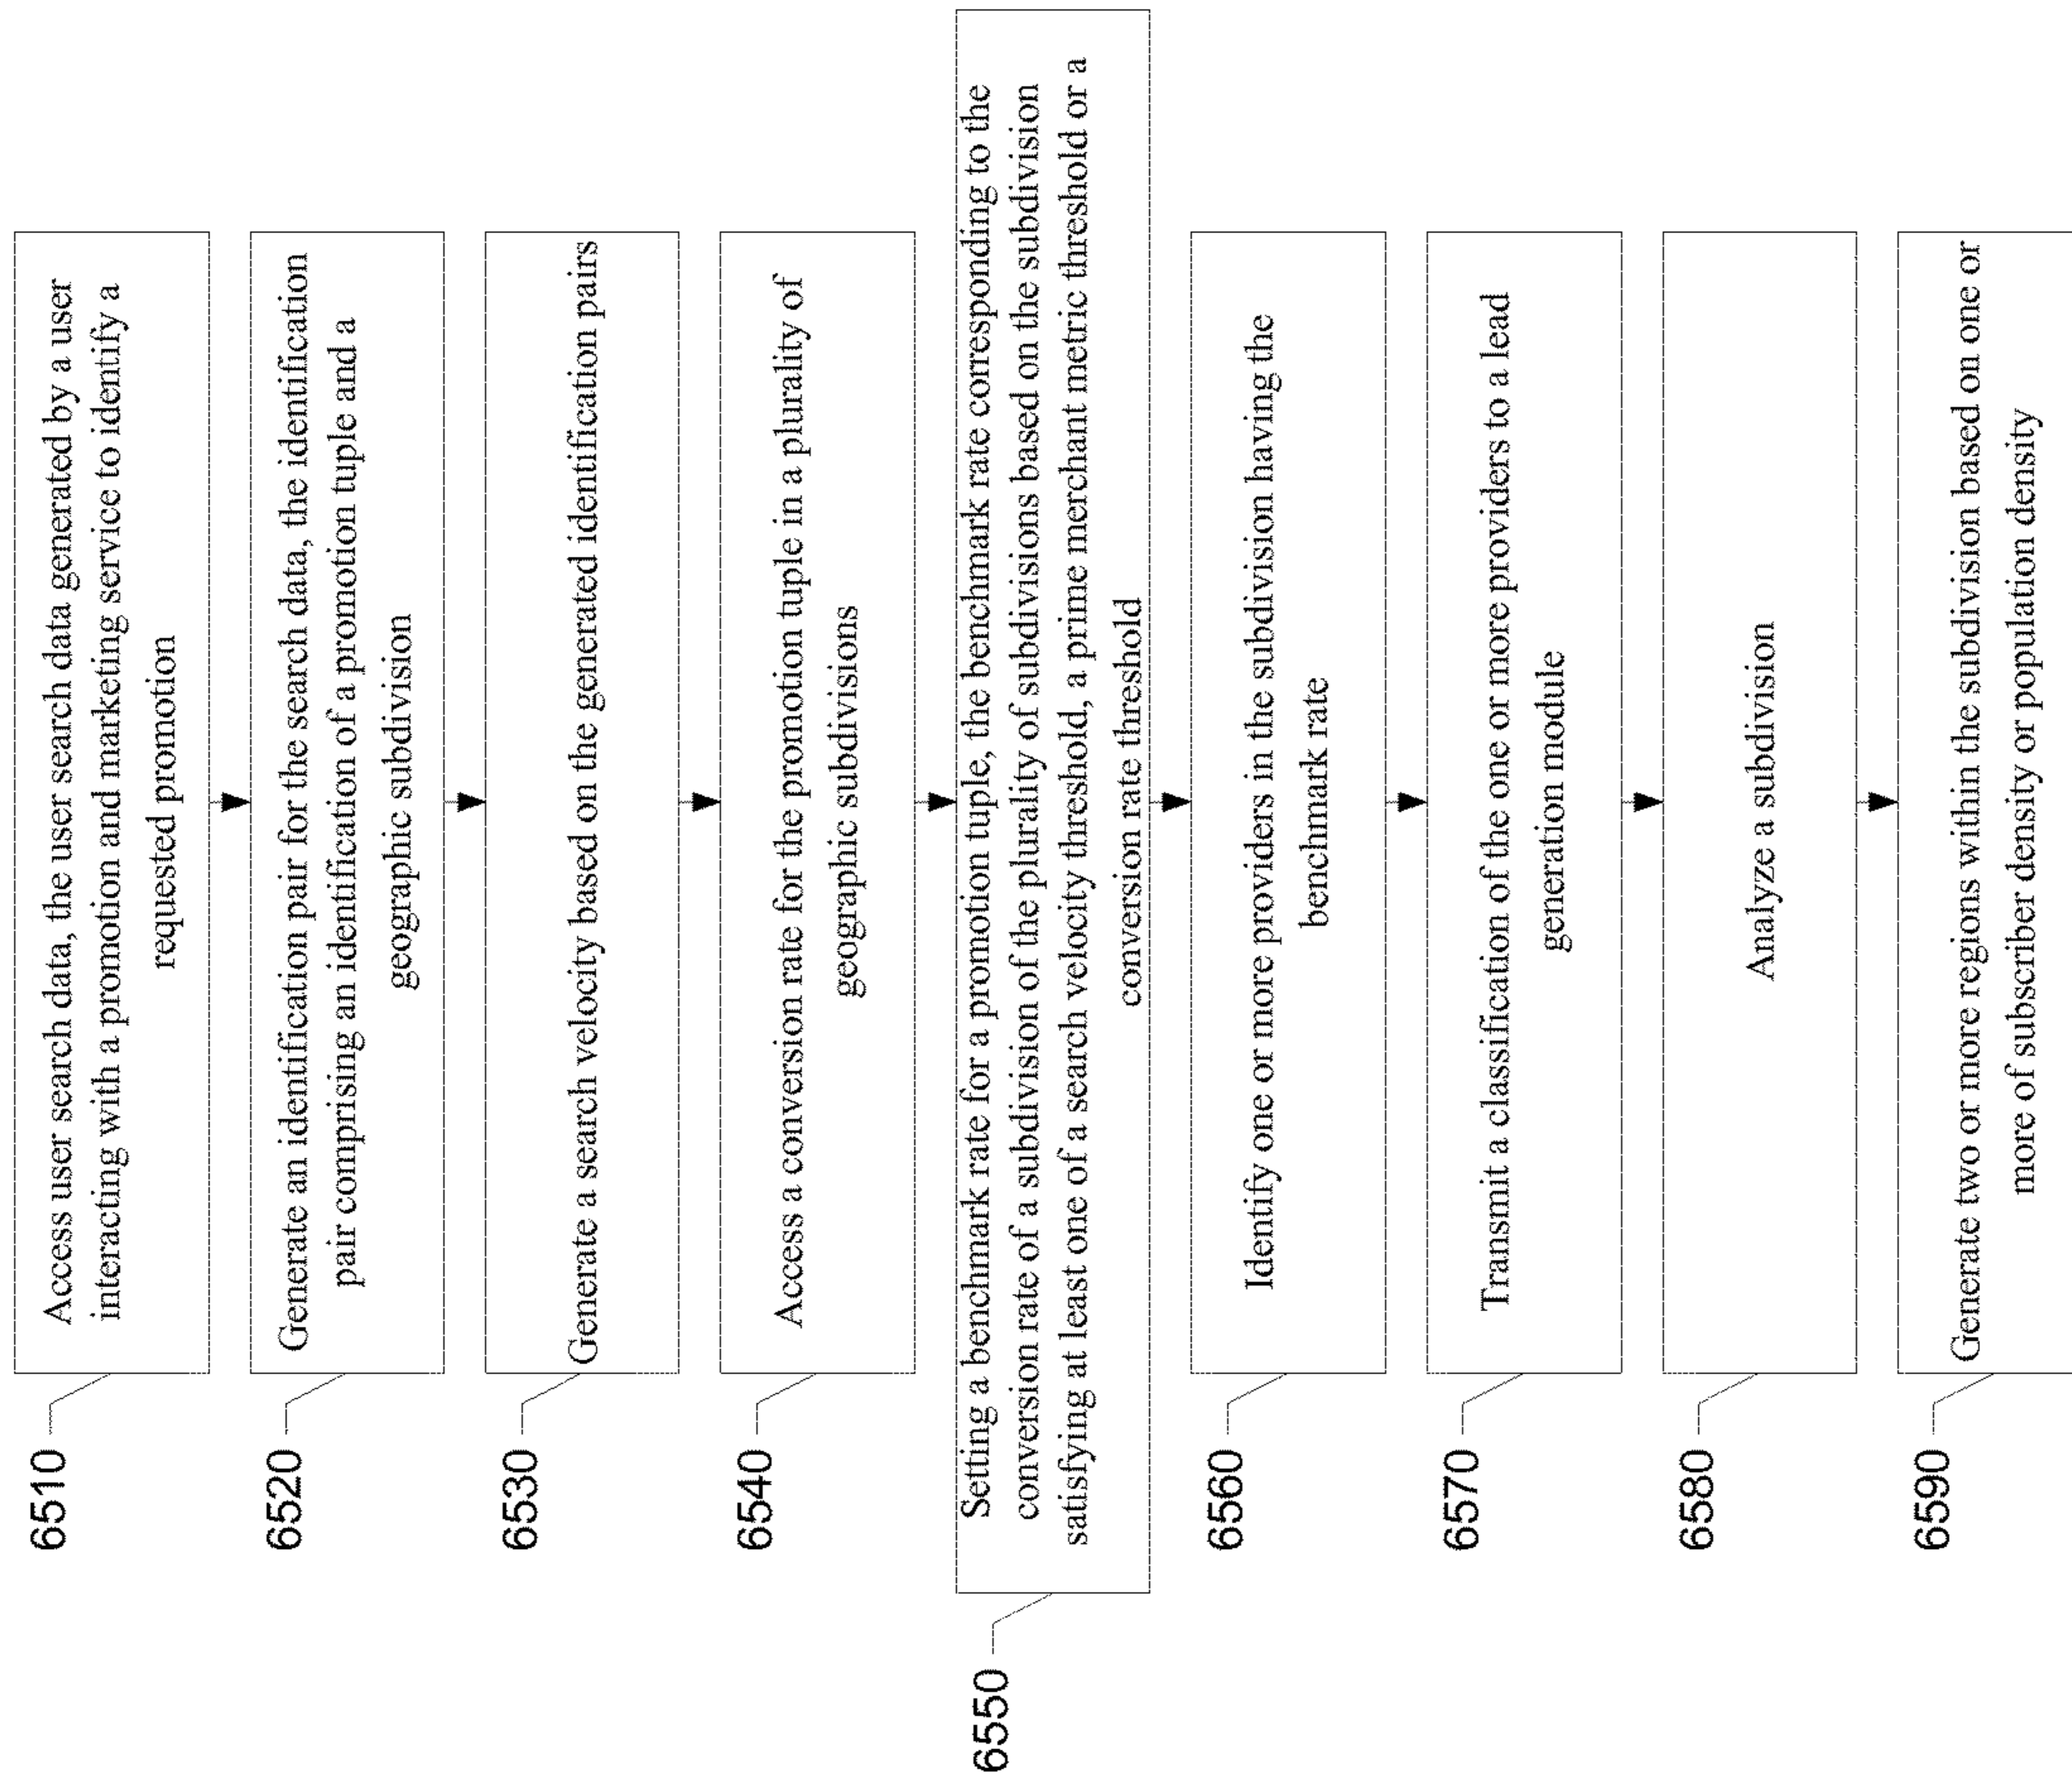 6510
Access user search data, the user search data generated by a user
interacting with a promotion and marketing service to identify a
requested promotion
6520
Generate an identification pair for the search data, the identification
pair comprising an identification of a promotion tuple and a
geographic subdivision
6530
Generate a search velocity based on the generated identification pairs
6540
Access a conversion rate for the promotion tuple in a plurality of
geographic subdivisions
6550
Setting a benchmark rate for a promotion tuple, the benchmark rate corresponding to the
conversion rate of a subdivision of the plurality of subdivisions based on the subdivision
satisfying at least one of a search velocity threshold, a prime merchant metric threshold or a
conversion rate threshold
6560
Identify one or more providers in the subdivision having the
benchmark rate
6570
Transmit a classification of the one or more providers to a lead
generation module
6580
Analyze a subdivision
6590
Generate two or more regions within the subdivision based on one or
more of subscriber density or population density